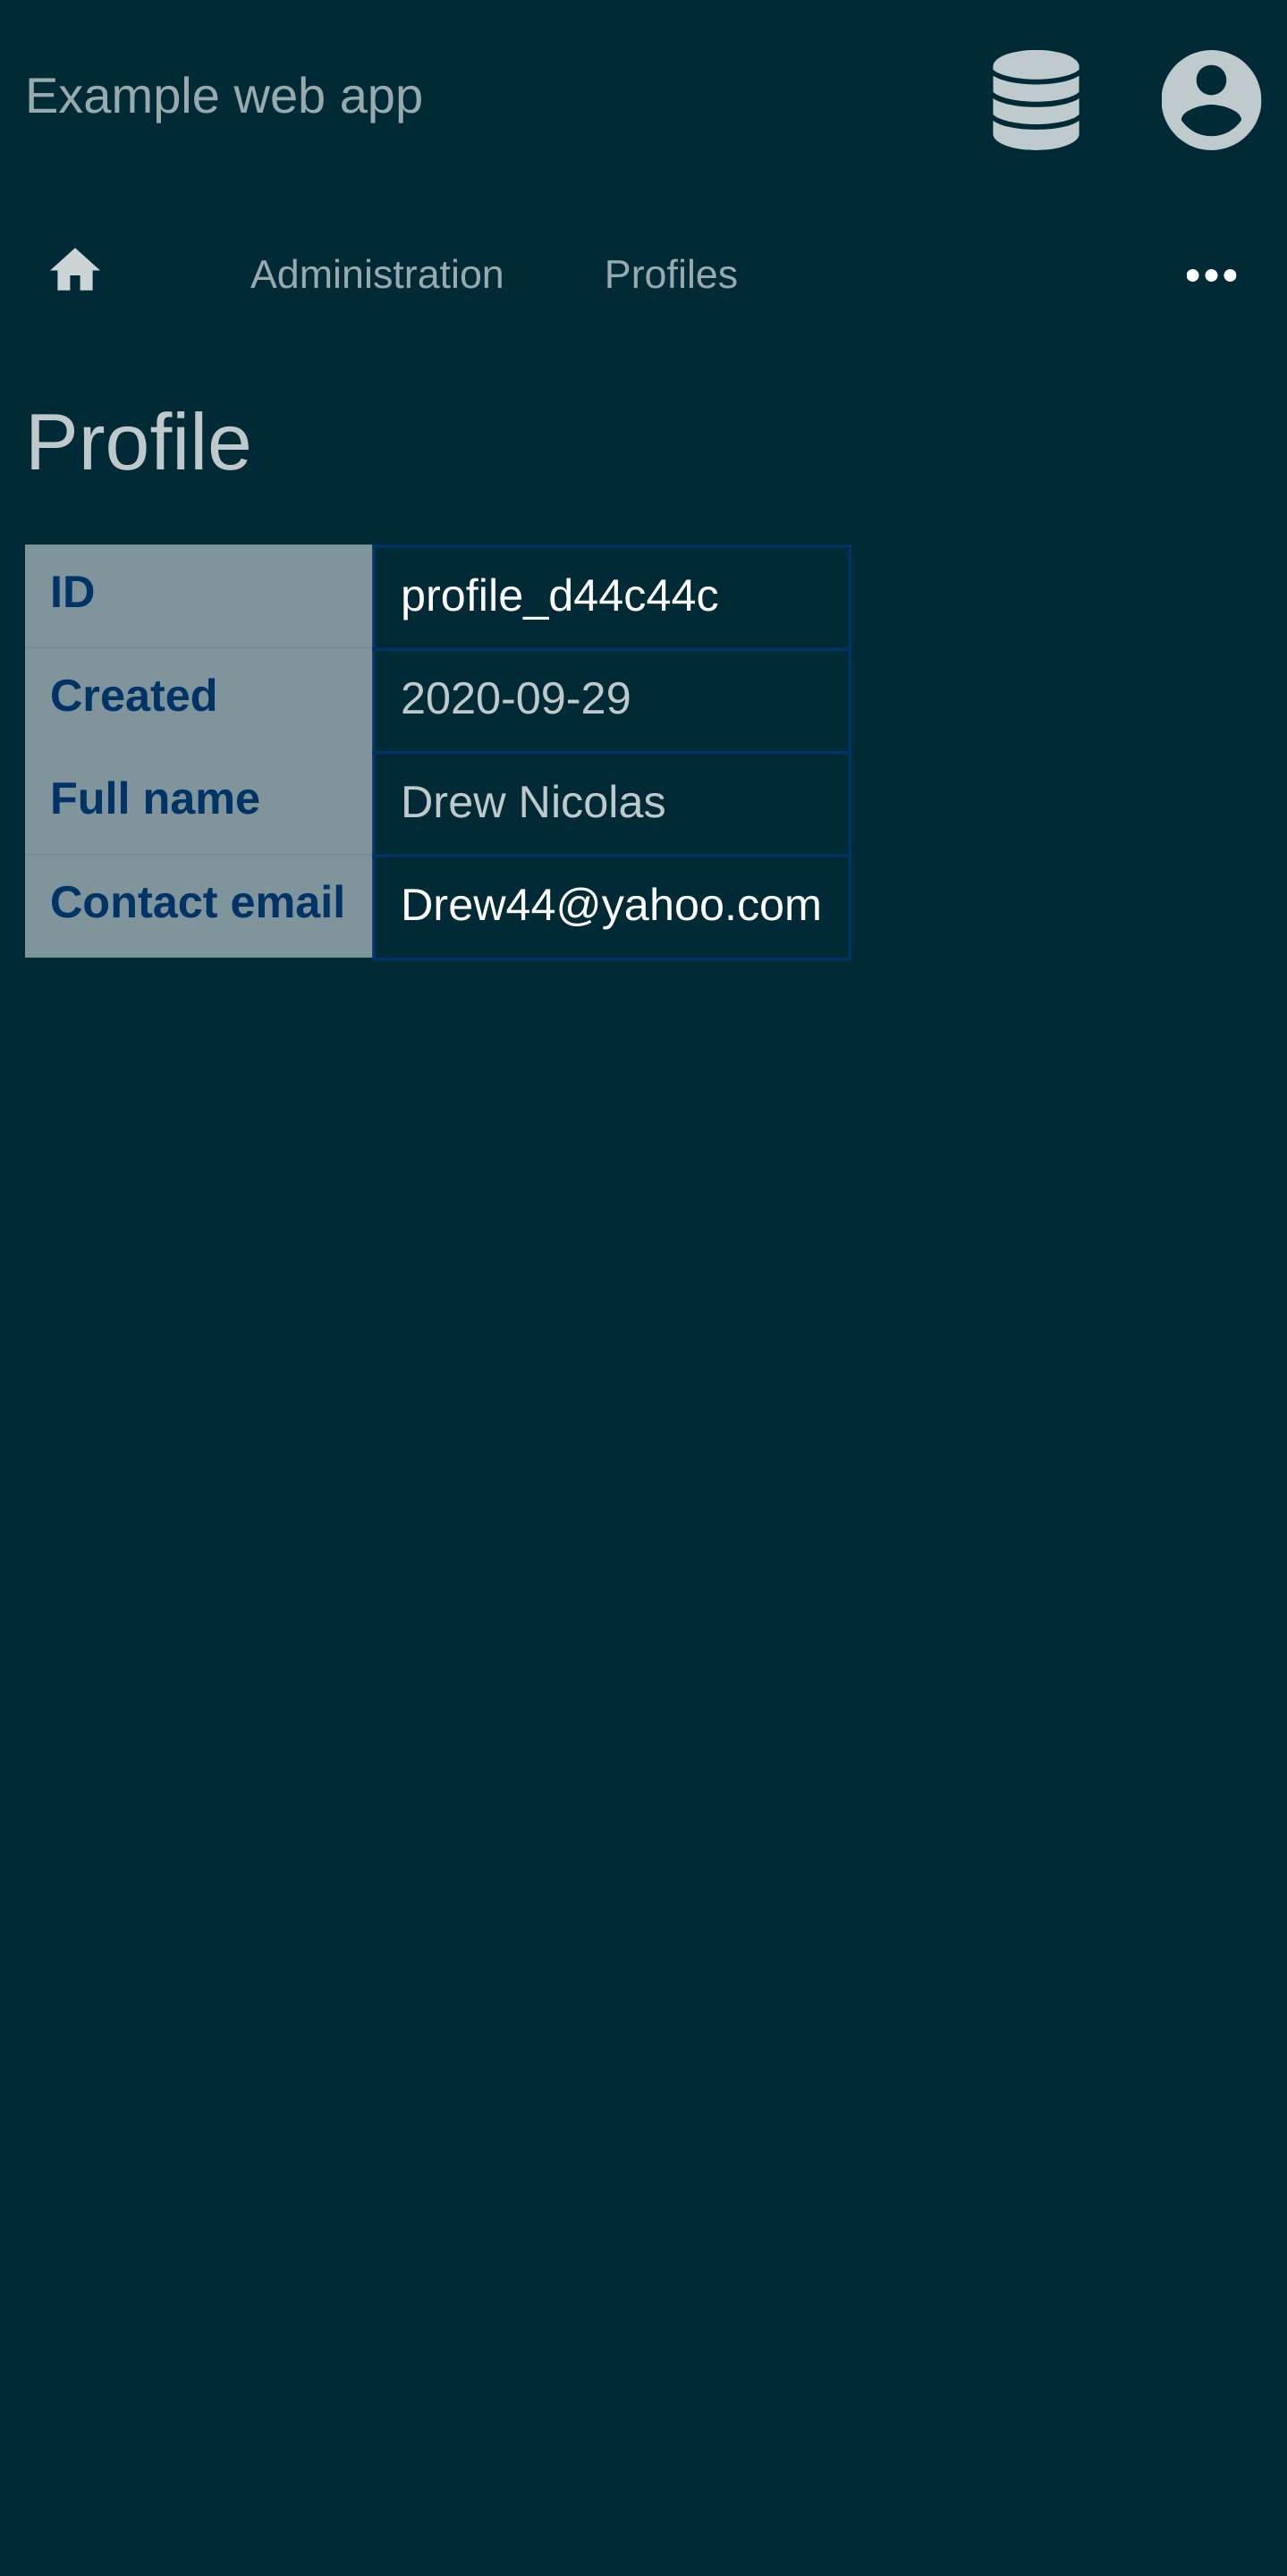 Example web app
Administration Profiles
Profile
ID profile_d44c44c
Created 2020-09-29
Full name Drew Nicolas
Contact email Drew44@yahoo.com